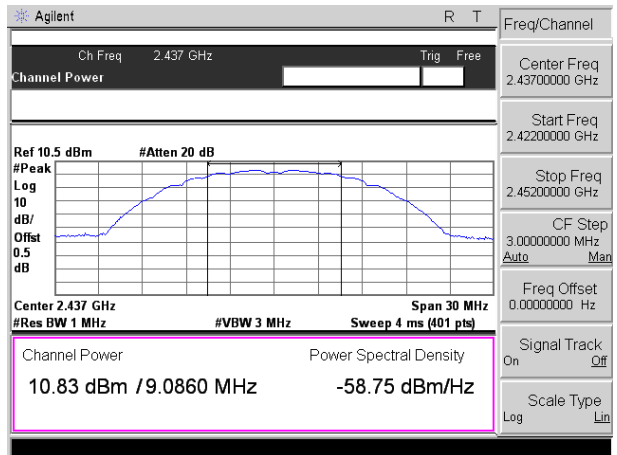 Agilent R T
Ch Freq 2.437 GHz Trig Free
Channel Power
Ref 10.5 dBm #Atten 20 dB
#Peak
Log
10
dB/
Offst
0.5
dB
Center 2.437 GHz Span 30 MHz
#Res BW 1 MHz #VBW 3 MHz Sweep 4 ms (401 pts)
Channel Power Power Spectral Density
10.83 dBm / 9.0860 MHz -58.75 dBm/Hz
Freq/Channel
Center Freq
2.43700000 GHz
Start Freq
2.42200000 GHz
Stop Freq
2.45200000 GHz
CF Step
3.00000000 MHz
Auto Man
Freq Offset
0.00000000 Hz
Signal Track
On Off
Scale Type
Log Lin